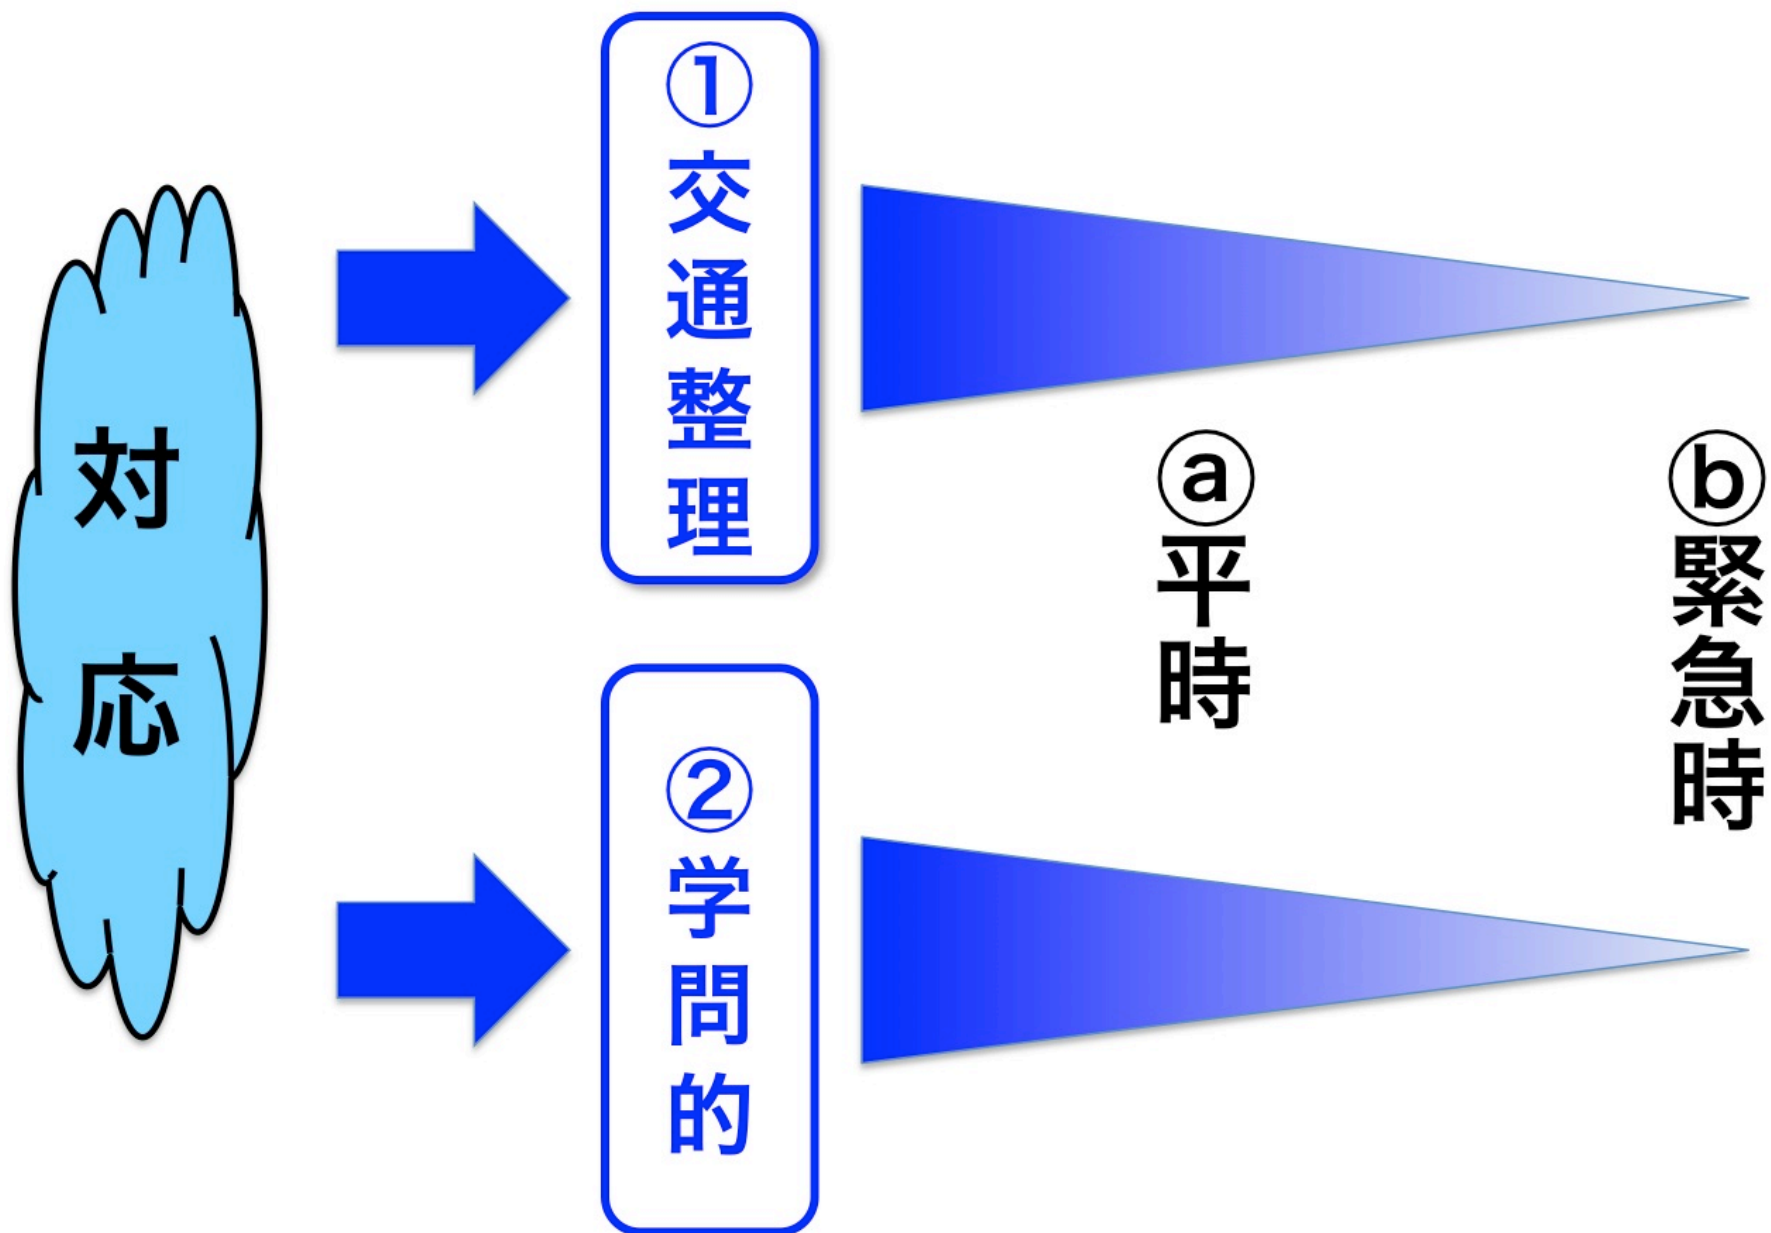 対応
①交通整理
②学問的
ⓐ平時
ⓑ緊急時